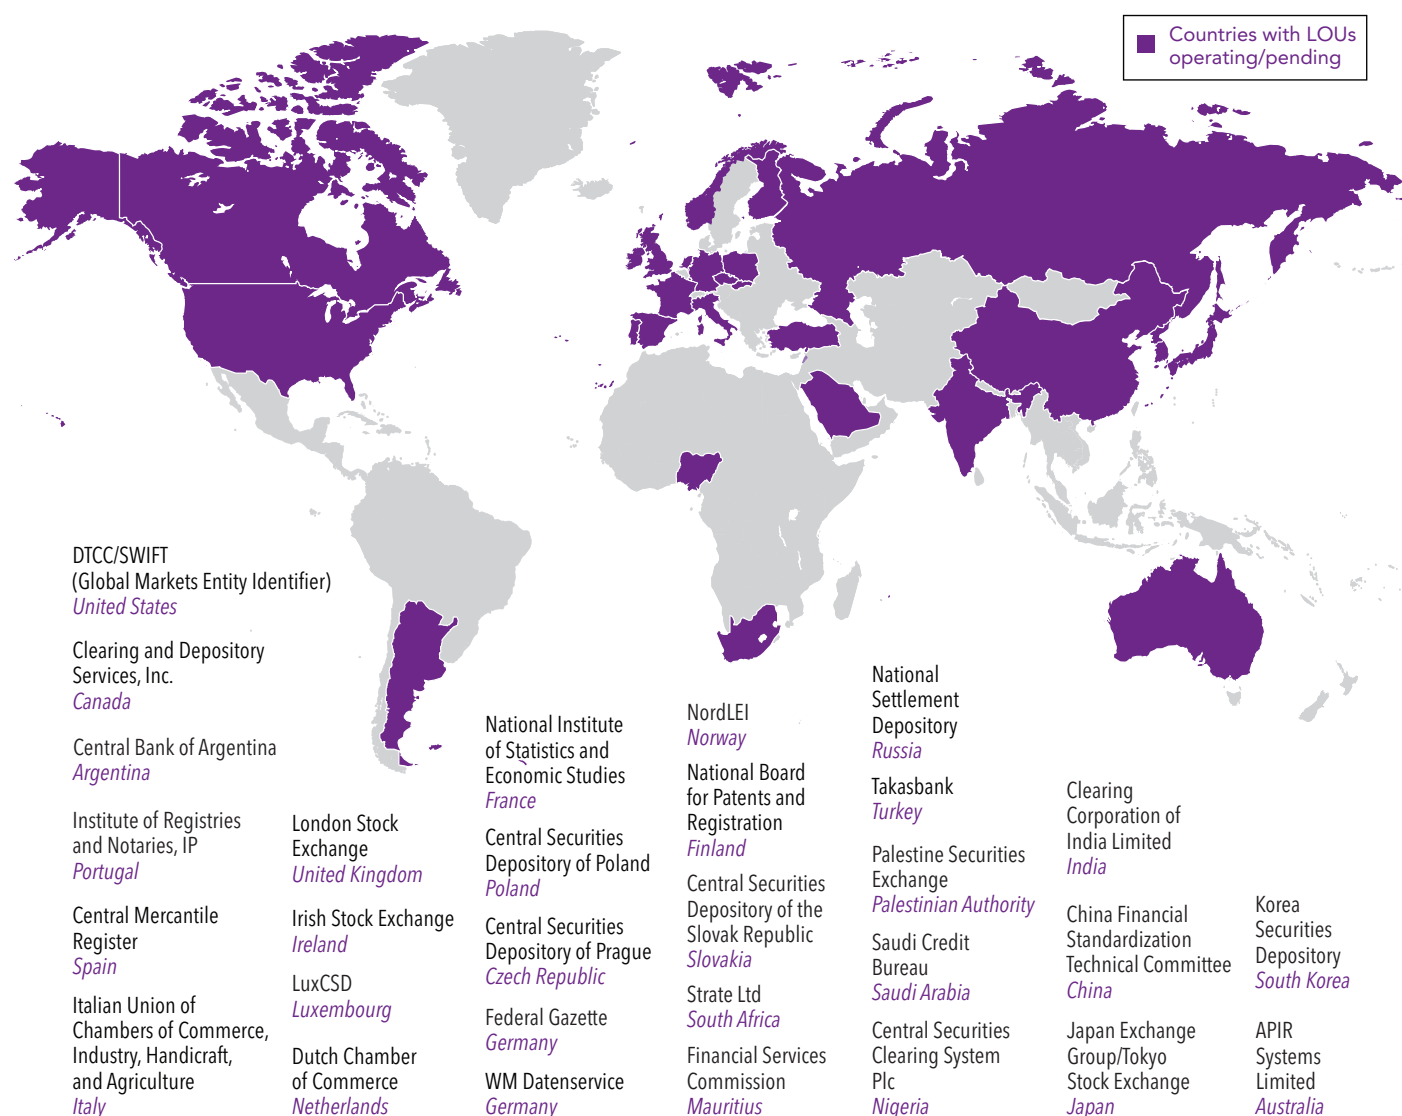 Countries with LOUs
operating/pending
DTCC/SWIFT
(Global Markets Entity Identifier)
United States
Clearing and Depository
Services, Inc.
Canada
Central Bank of Argentina
Argentina
Institute of Registries
and Notaries, IP
Portugal
Central Mercantile
Register
Spain
Italian Union of
Chambers of Commerce,
Industry, Handicraft,
and Agriculture
Italy
London Stock
Exchange
United Kingdom
Irish Stock Exchange
Ireland
LuxCSD
Luxembourg
Dutch Chamber
of Commerce
Netherlands
National Institute
of Statistics and
Economic Studies
France
Central Securities
Depository of Poland
Poland
Central Securities
Depository of Prague
Czech Republic
Federal Gazette
Germany
WM Datenservice
Germany
NordLEI
Norway
National Board
for Patents and
Registration
Finland
Central Securities
Depository of the
Slovak Republic
Slovakia
Strate Ltd
South Africa
Financial Services
Commission
Mauritius
National
Settlement
Depository
Russia
Takasbank
Turkey
Palestine Securities
Exchange
Palestinian Authority
Saudi Credit
Bureau
Saudi Arabia
Central Securities
Clearing System
Plc
Nigeria
Clearing
Corporation of
India Limited
India
China Financial
Standardization
Technical Committee
China
Japan Exchange
Group/Tokyo
Stock Exchange
Japan
Korea
Securities
Depository
South Korea
APIR
Systems
Limited
Australia